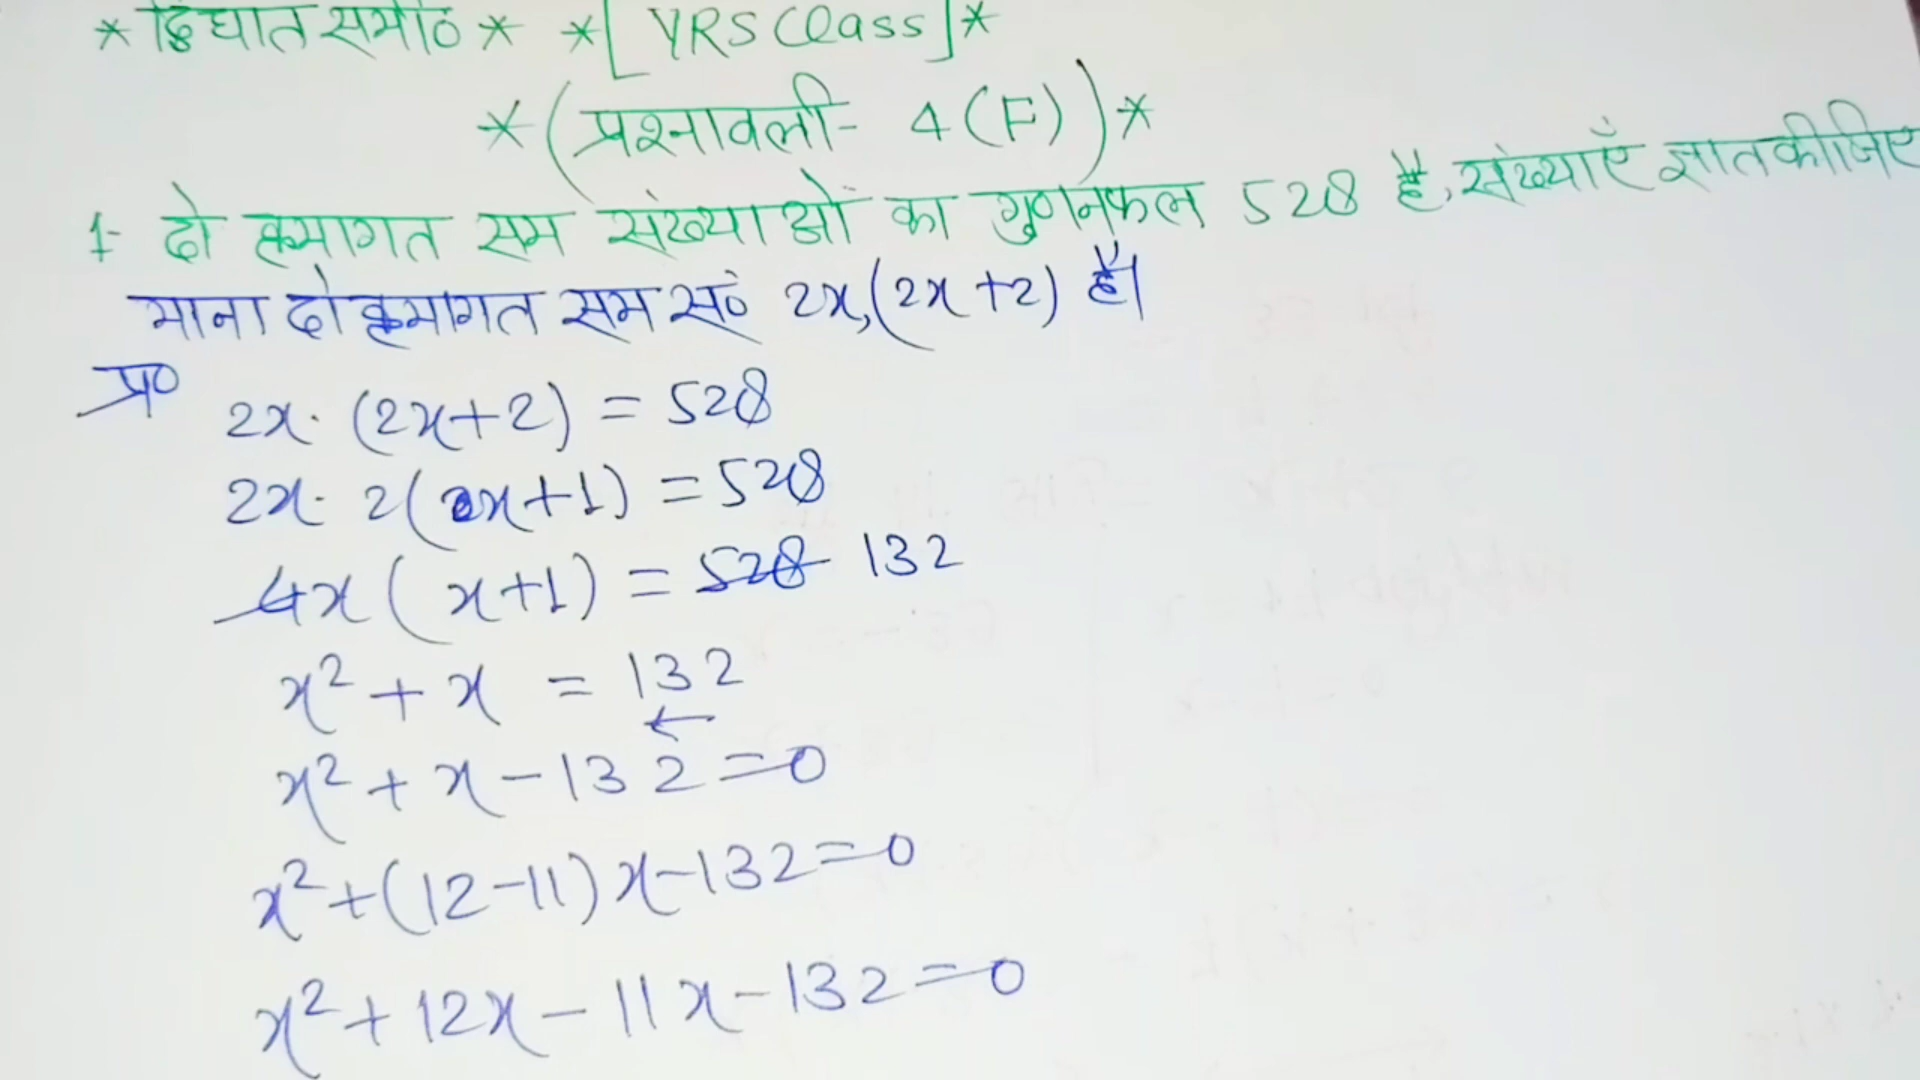 * द्विघात समी० * *[YRS Class]*
*(प्रश्नावली- 4(F))*
1- दो क्रमागत सम संख्याओं का गुणनफल 528 है, संख्याएँ ज्ञात कीजिए
माना दो क्रमागत सम सं० 2x,(2x+2) है।
प्र०
2x. (2x+2) = 528
2x. 2(x+1) = 528
4x(x+1) = 528 132
x² + x = 132
←
x² + x - 132 = 0
x² + (12-11)x - 132 = 0
x² + 12x - 11x - 132 = 0